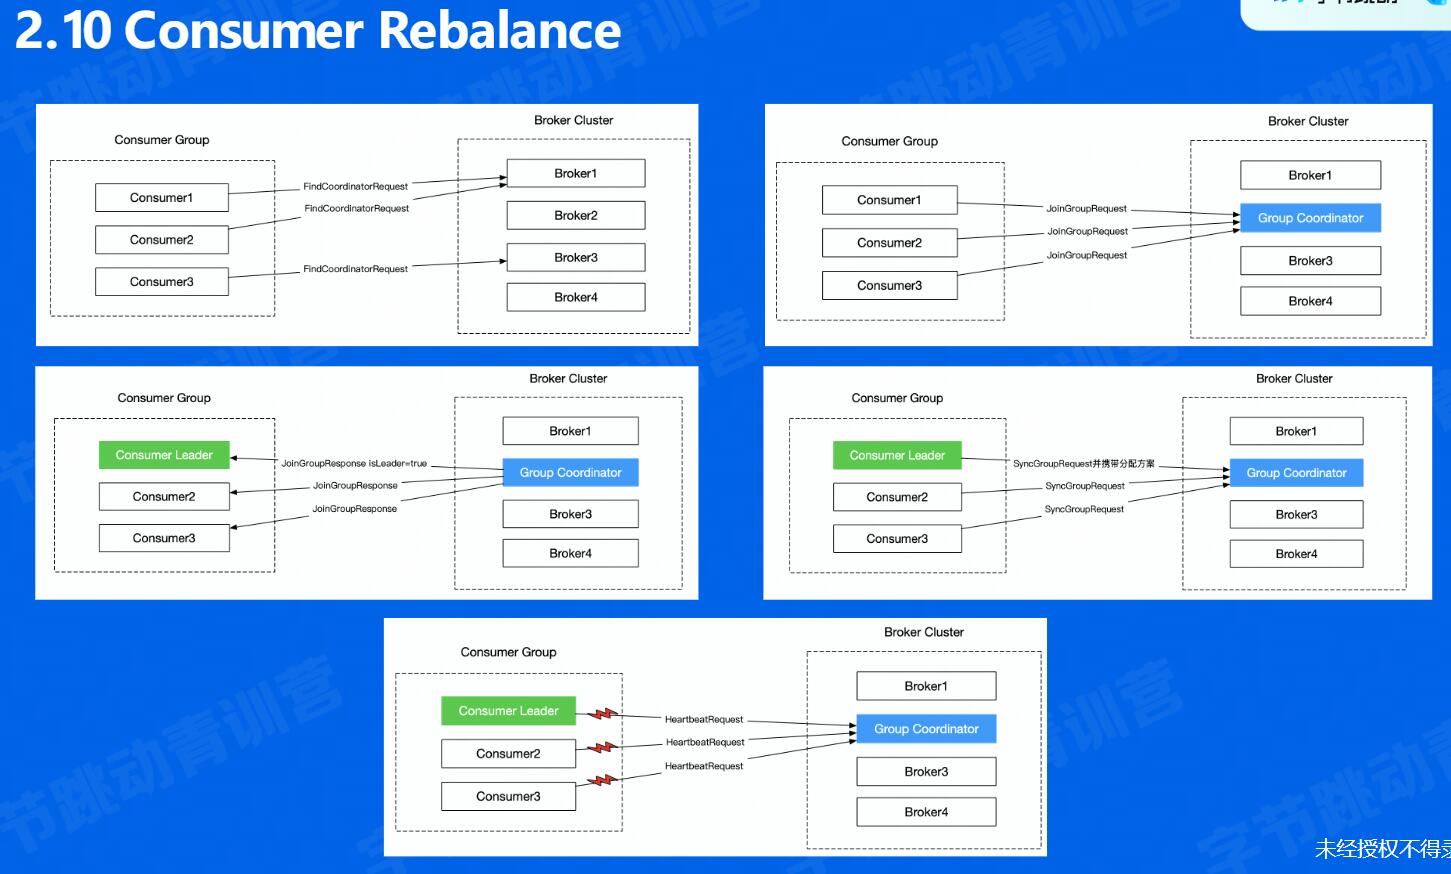 2.10 Consumer Rebalance
Consumer Group
Broker Cluster
Consumer1
Consumer2
Consumer3
FindCoordinatorRequest
FindCoordinatorRequest
FindCoordinatorRequest
Broker1
Broker2
Broker3
Broker4
Consumer Group
Broker Cluster
Consumer1
Consumer2
Consumer3
JoinGroupRequest
JoinGroupRequest
JoinGroupRequest
Broker1
Group Coordinator
Broker3
Broker4
Consumer Group
Broker Cluster
Consumer Leader
Consumer2
Consumer3
JoinGroupResponse isLeader=true
JoinGroupResponse
JoinGroupResponse
Broker1
Group Coordinator
Broker3
Broker4
Consumer Group
Broker Cluster
Consumer Leader
Consumer2
Consumer3
SyncGroupRequest并携带分配方案
SyncGroupRequest
SyncGroupRequest
Broker1
Group Coordinator
Broker3
Broker4
Consumer Group
Broker Cluster
Consumer Leader
Consumer2
Consumer3
HeartbeatRequest
HeartbeatRequest
HeartbeatRequest
Broker1
Group Coordinator
Broker3
Broker4
字节跳动青训营
未经授权不得